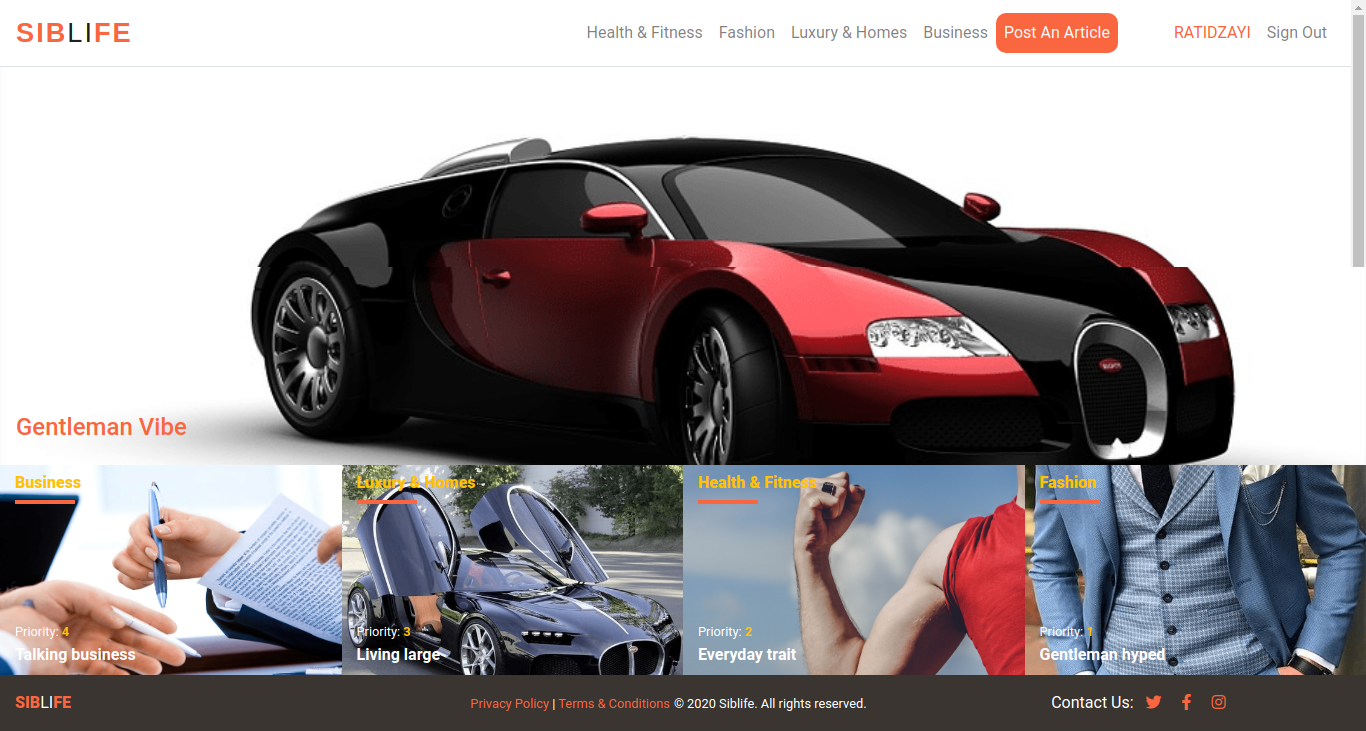 SIBLIFE
Health & Fitness Fashion Luxury & Homes Business Post An Article RATIDZAYI Sign Out
Gentleman Vibe
Business
Luxury & Homes
Health & Fitness
Fashion
Priority: 4
Talking business
Priority: 3
Living large
Priority: 2
Everyday trait
Priority: 1
Gentleman hyped
SIBLIFE
Privacy Policy | Terms & Conditions © 2020 Siblife. All rights reserved.
Contact Us: